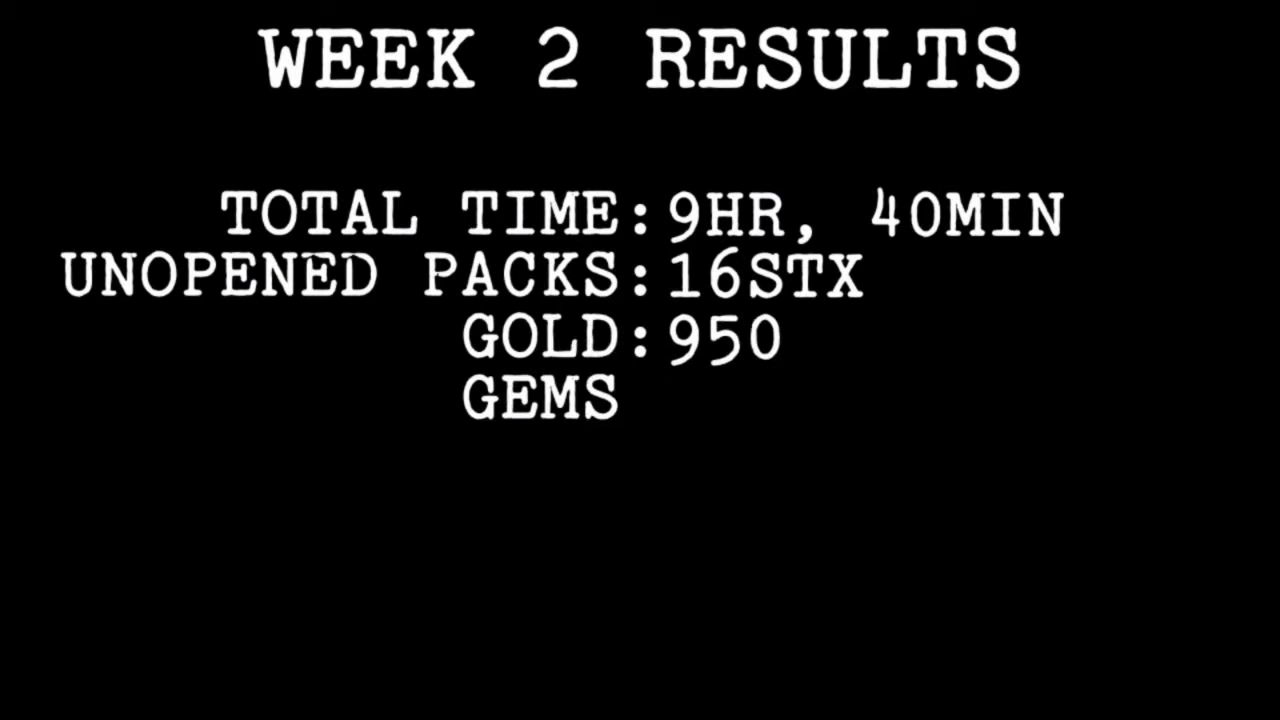 WEEK 2 RESULTS
TOTAL TIME:9HR, 40MIN
UNOPENED PACKS:16STX
GOLD:950
GEMS